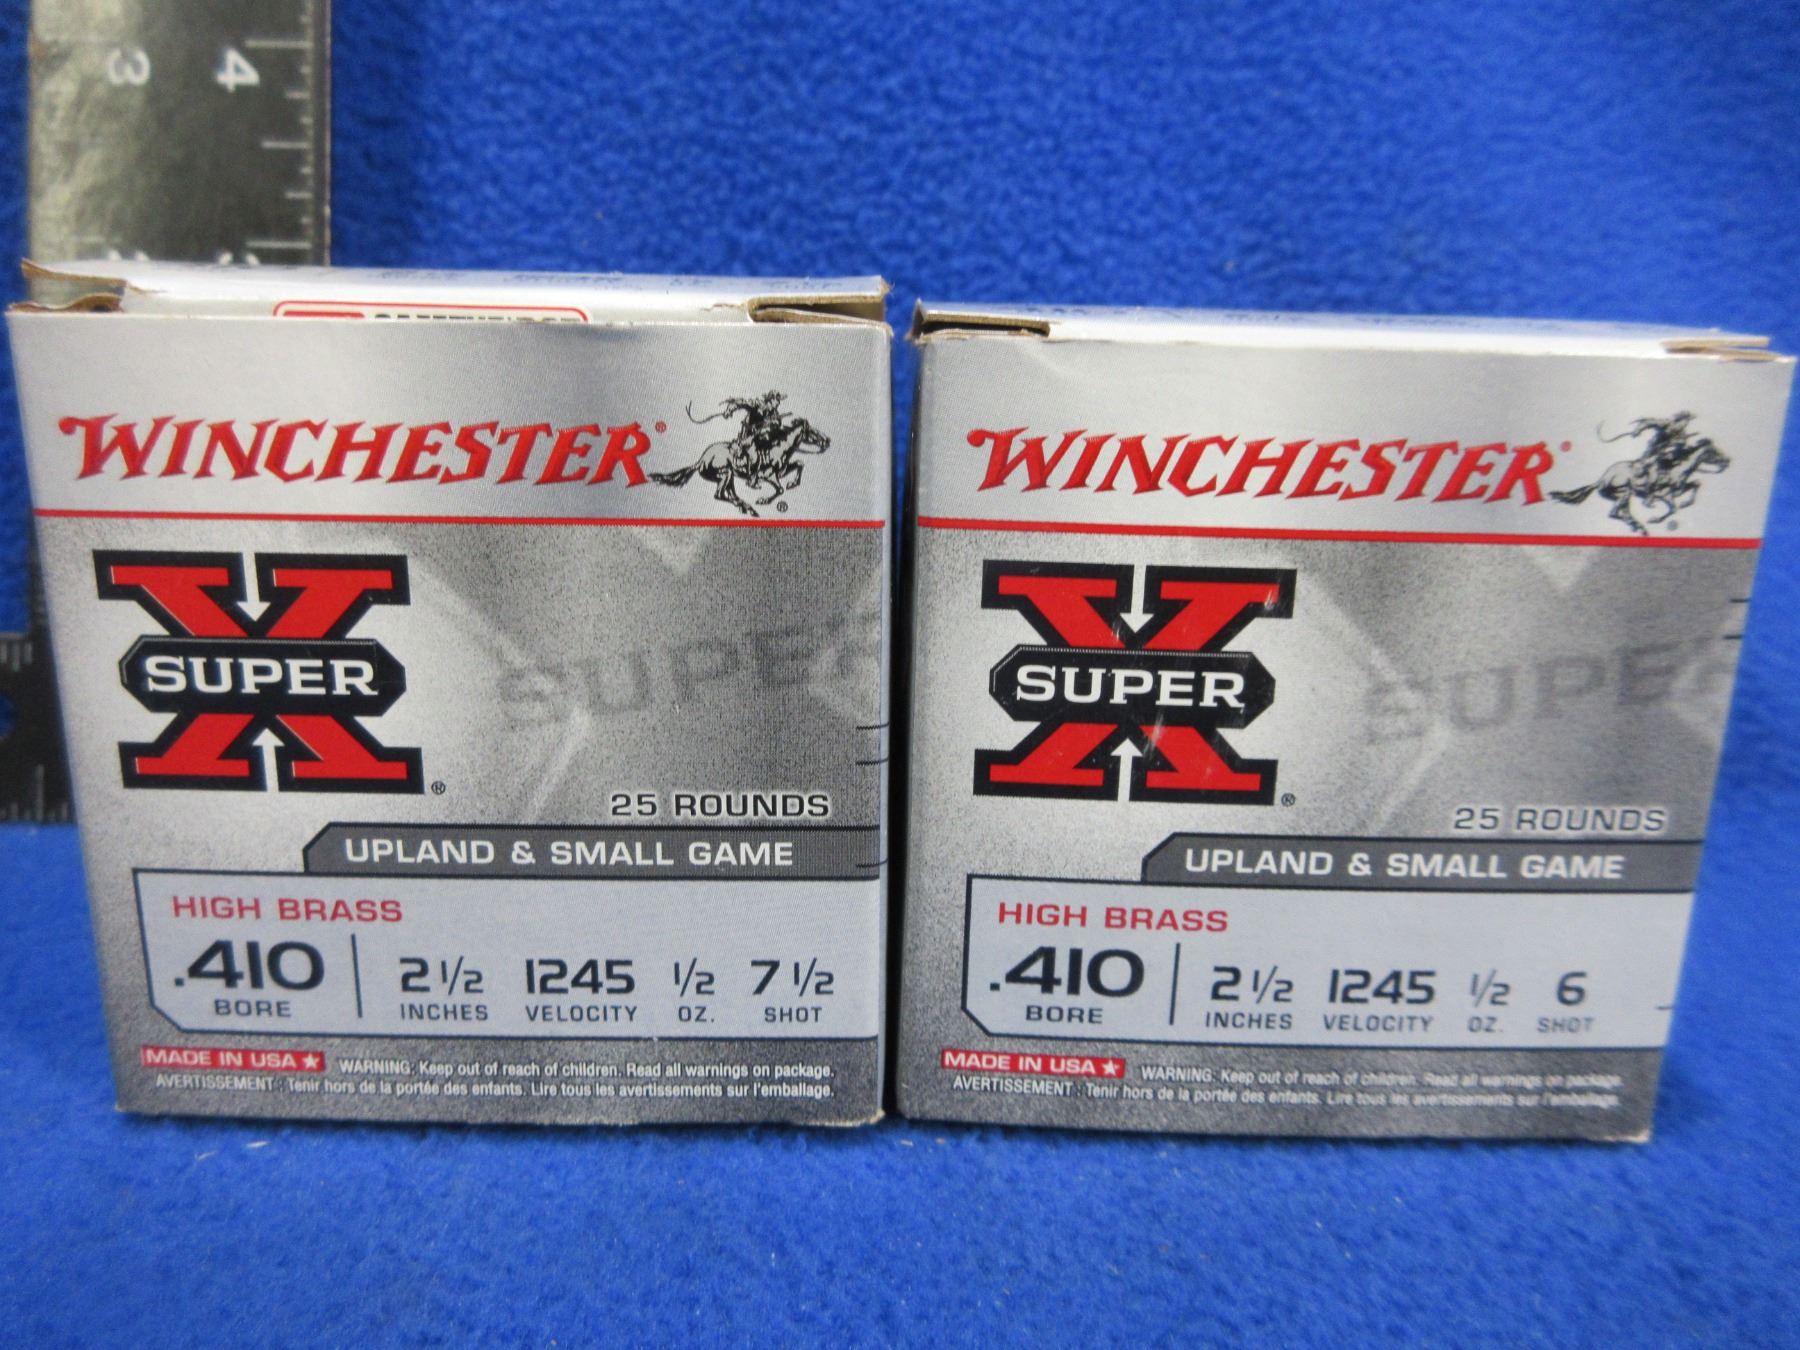 3 4
WINCHESTER®
SUPER X
SUPER
25 ROUNDS
UPLAND & SMALL GAME
HIGH BRASS
.410 BORE 2 1/2 INCHES 1245 VELOCITY 1/2 OZ. 7 1/2 SHOT
MADE IN USA ★ WARNING: Keep out of reach of children. Read all warnings on package.
AVERTISSEMENT : Tenir hors de la portée des enfants. Lire tous les avertissements sur l'emballage.
WINCHESTER®
SUPER X
SUPER
25 ROUNDS
UPLAND & SMALL GAME
HIGH BRASS
.410 BORE 2 1/2 INCHES 1245 VELOCITY 1/2 OZ. 6 SHOT
MADE IN USA ★ WARNING: Keep out of reach of children. Read all warnings on package.
AVERTISSEMENT : Tenir hors de la portée des enfants. Lire tous les avertissements sur l'emballage.